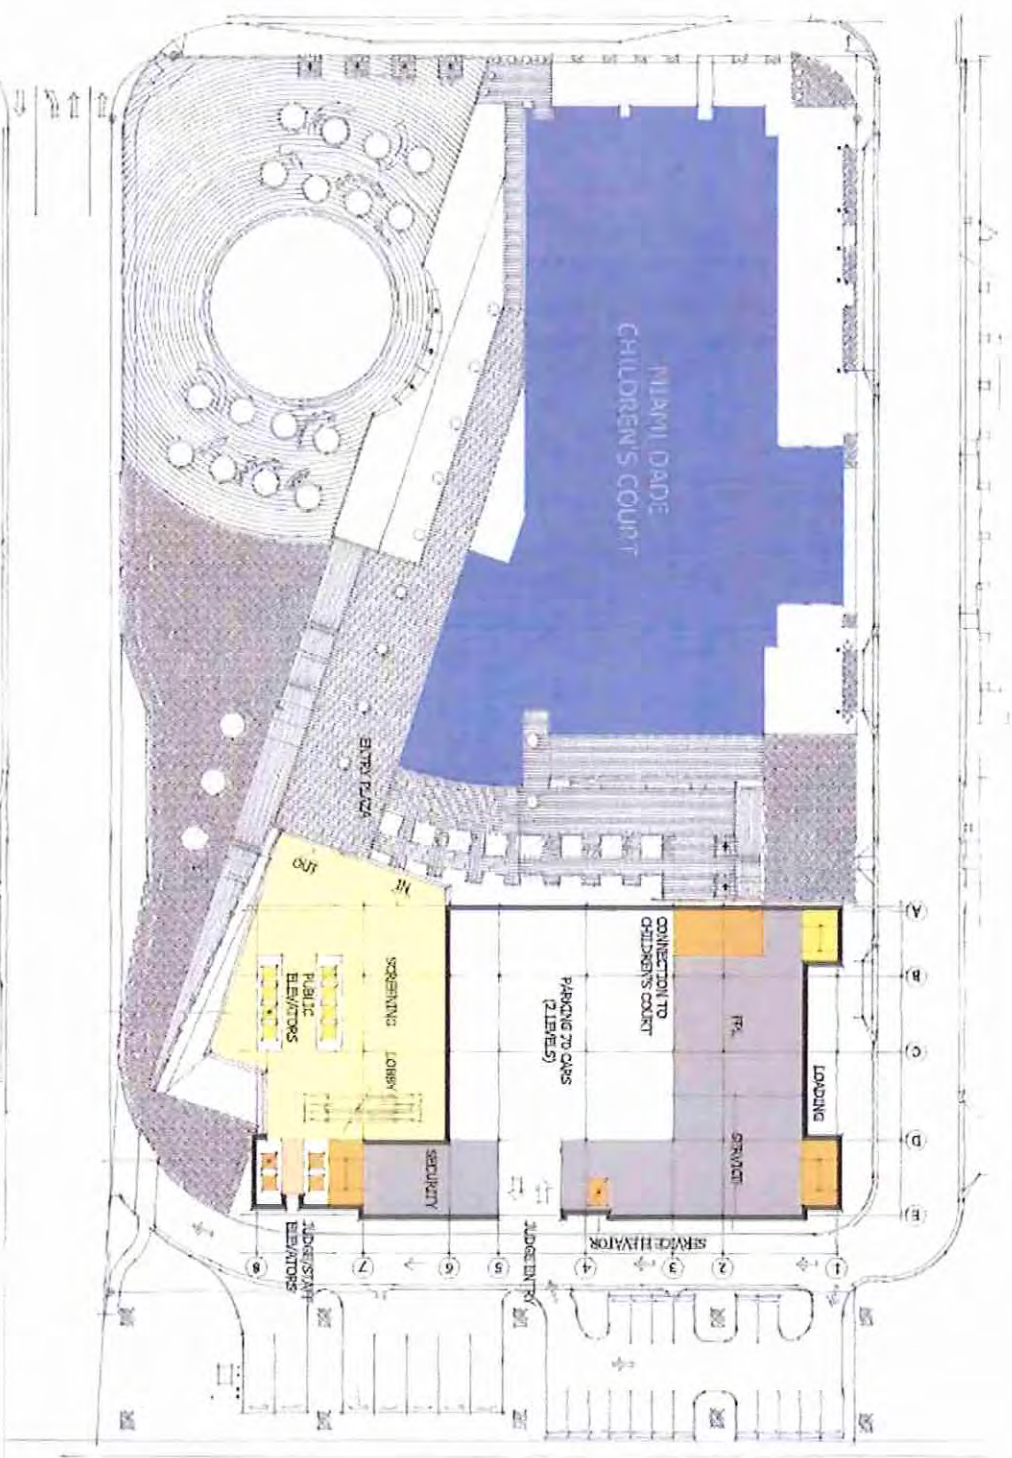 MIAMI DADE
CHILDREN'S COURT
ENTRY PLAZA
OUT
IN
SCREENING LOBBY
PUBLIC
ELEVATORS
CONNECTION TO
CHILDREN'S COURT
PARKING 70 CARS
(2 LEVELS)
FPL
SERVICE
LOADING
SECURITY
JUDGE/STAFF
ELEVATORS
JUDGE ENTRY
SERVICE ELEVATOR
A
B
C
D
E
8
7
6
5
4
3
2
1